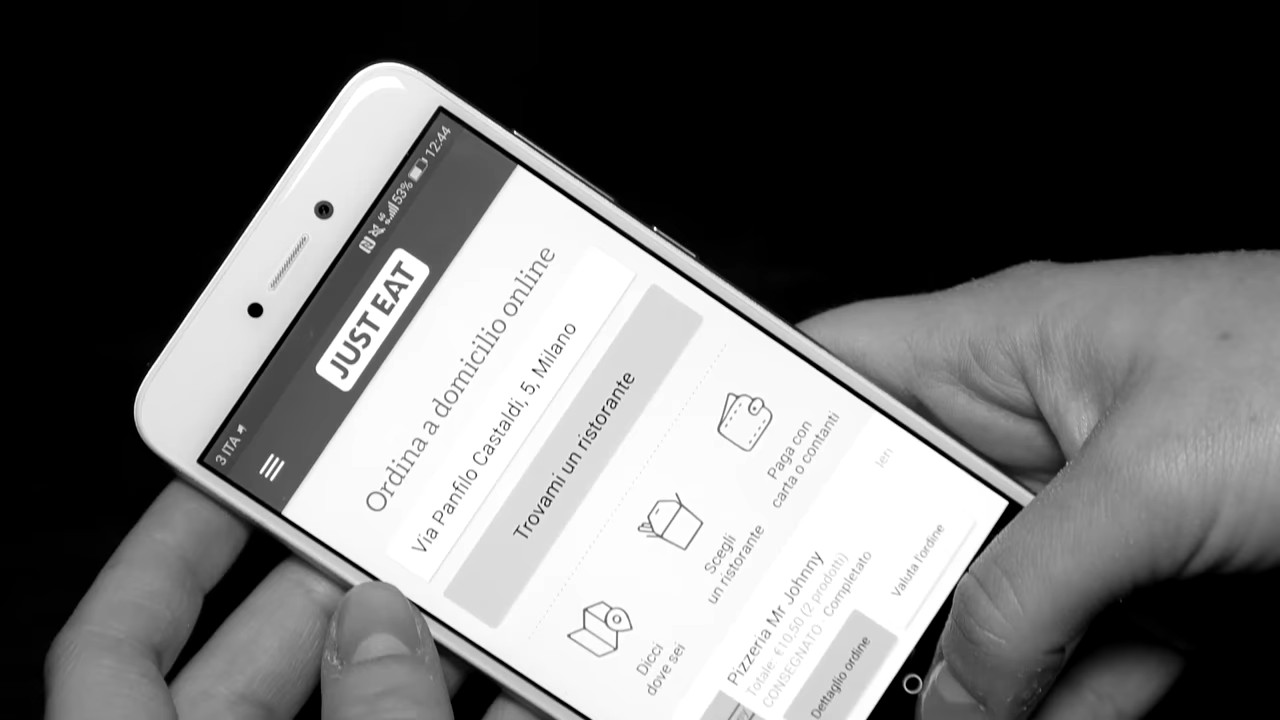 3 ITA
53% 12:44
JUST EAT
Ordina a domicilio online
Via Panfilo Castaldi, 5, Milano
Trovami un ristorante
Dicci
dove sei
Scegli
un ristorante
Paga con
carta o contanti
Ieri
Pizzeria Mr Johnny
Totale: €10,50 (2 prodotti)
CONSEGNATO - Completato
Dettaglio ordine
Valuta l'ordine